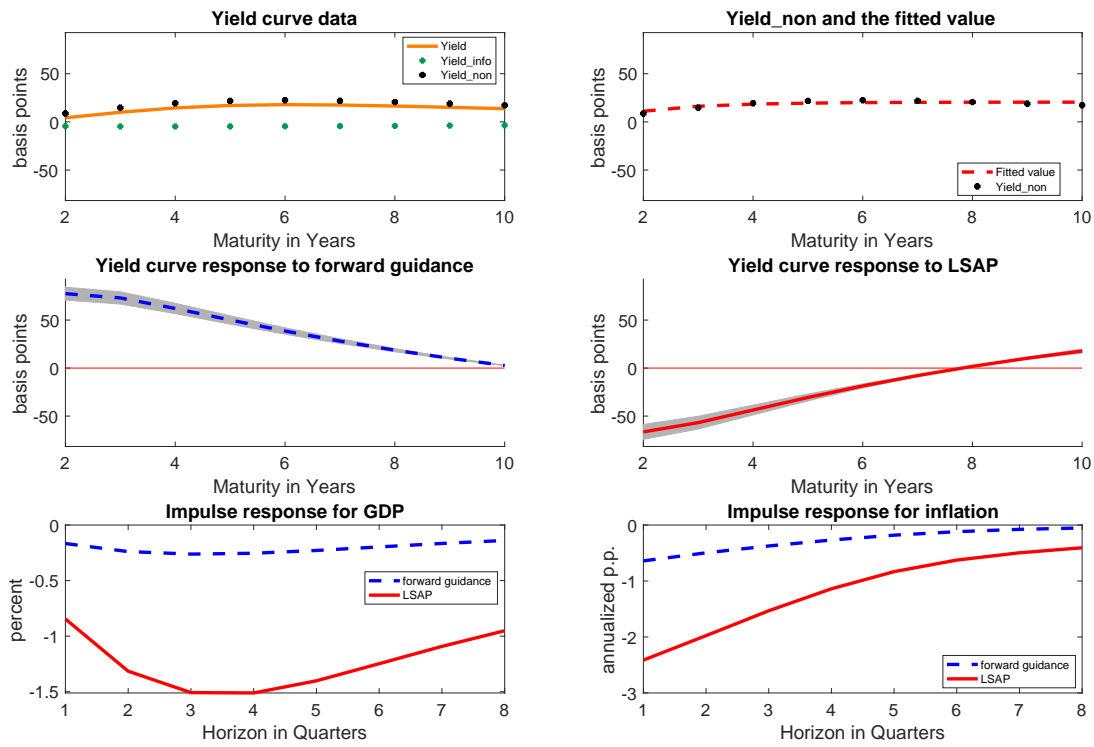 Yield curve data
basis points
50
0
-50
2 4 6 8 10
Maturity in Years
Yield
Yield_info
Yield_non
Yield_non and the fitted value
basis points
50
0
-50
2 4 6 8 10
Maturity in Years
Fitted value
Yield_non
Yield curve response to forward guidance
basis points
50
0
-50
2 4 6 8 10
Maturity in Years
Yield curve response to LSAP
basis points
50
0
-50
2 4 6 8 10
Maturity in Years
Impulse response for GDP
percent
0
-0.5
-1
-1.5
1 2 3 4 5 6 7 8
Horizon in Quarters
forward guidance
LSAP
Impulse response for inflation
annualized p.p.
0
-1
-2
-3
1 2 3 4 5 6 7 8
Horizon in Quarters
forward guidance
LSAP